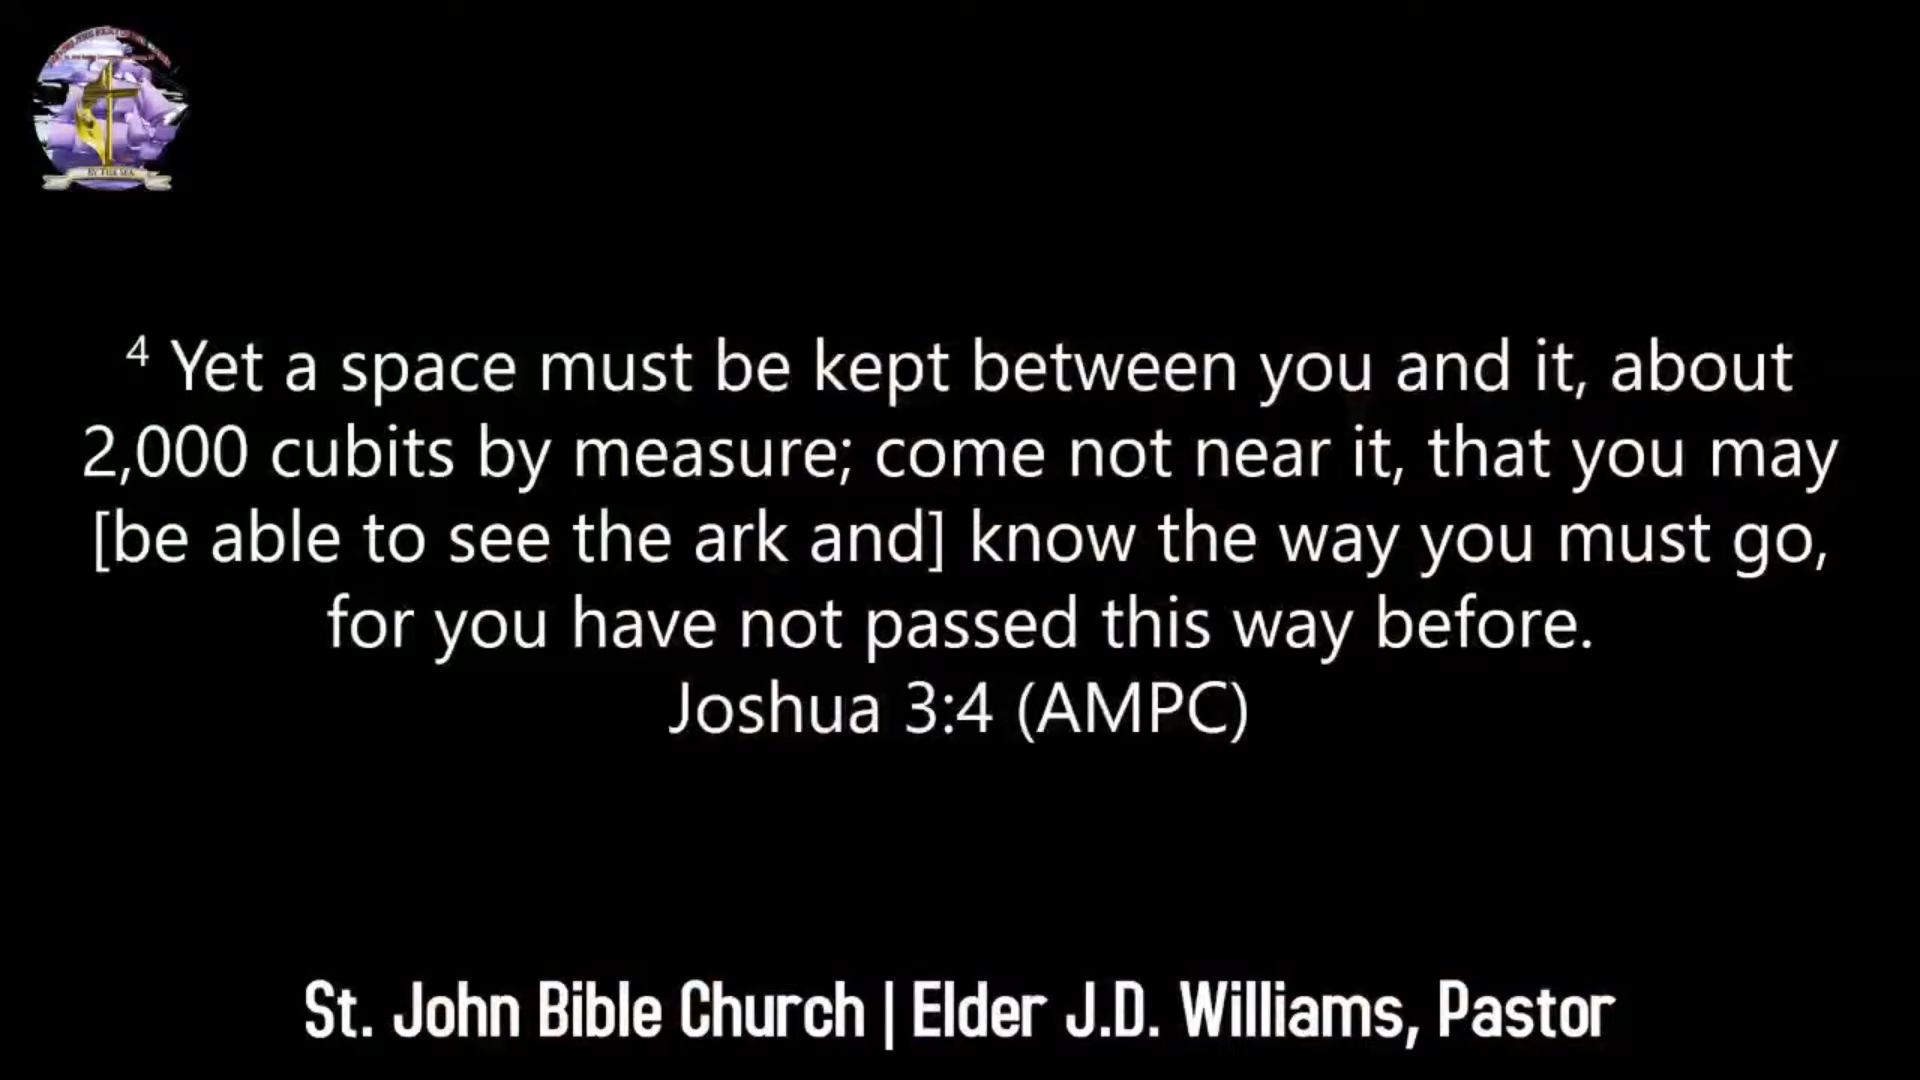 ⁴ Yet a space must be kept between you and it, about
2,000 cubits by measure; come not near it, that you may
[be able to see the ark and] know the way you must go,
for you have not passed this way before.
Joshua 3:4 (AMPC)
St. John Bible Church | Elder J.D. Williams, Pastor